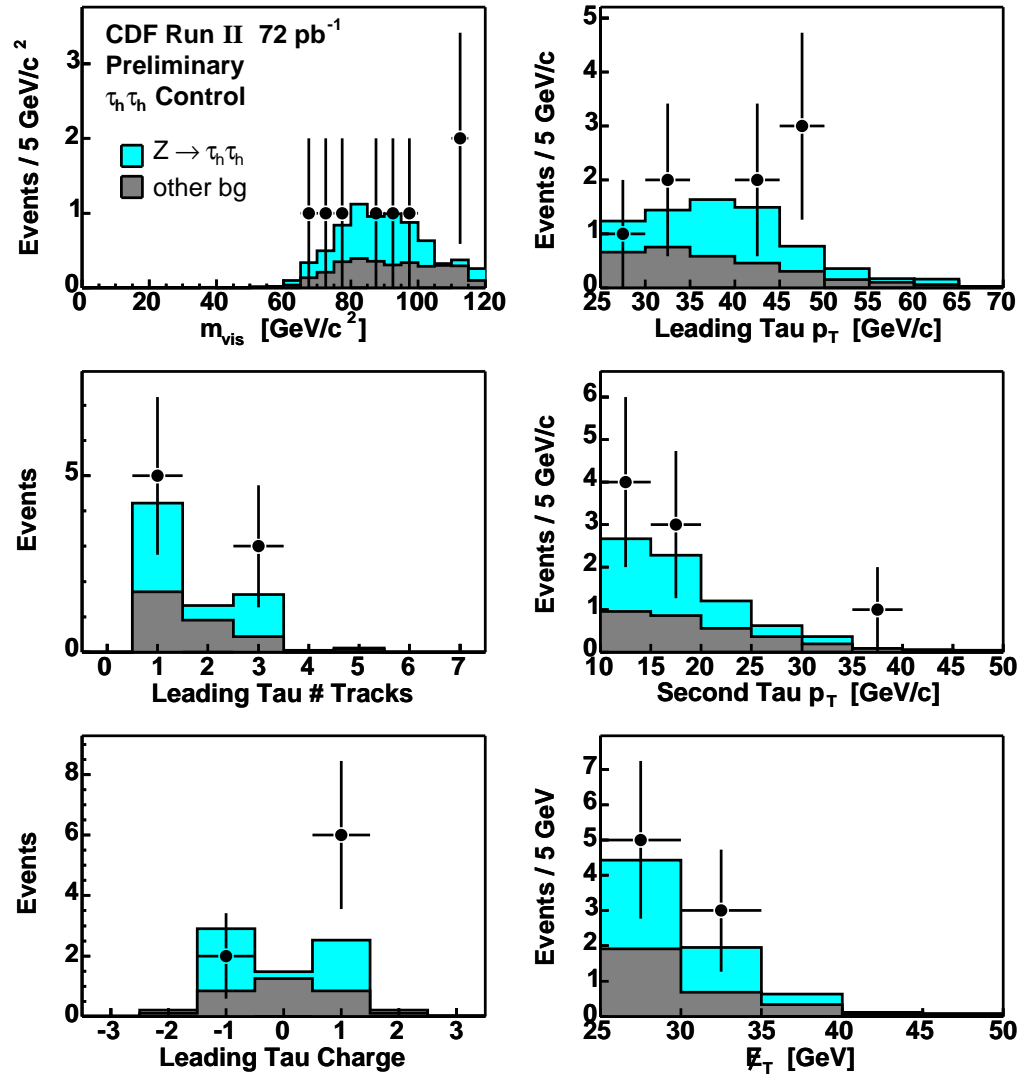 CDF Run II 72 pb⁻¹
Preliminary
τhτh Control
Z → τhτh
other bg
Events / 5 GeV/c²
0 1 2 3
0 20 40 60 80 100 120
mvis [GeV/c²]
Events / 5 GeV/c
0 1 2 3 4 5
25 30 35 40 45 50 55 60 65 70
Leading Tau pT [GeV/c]
Events
0 5
0 1 2 3 4 5 6 7
Leading Tau # Tracks
Events / 5 GeV/c
0 1 2 3 4 5 6
10 15 20 25 30 35 40 45 50
Second Tau pT [GeV/c]
Events
0 2 4 6 8
-3 -2 -1 0 1 2 3
Leading Tau Charge
Events / 5 GeV
0 1 2 3 4 5 6 7
25 30 35 40 45 50
E̸T [GeV]